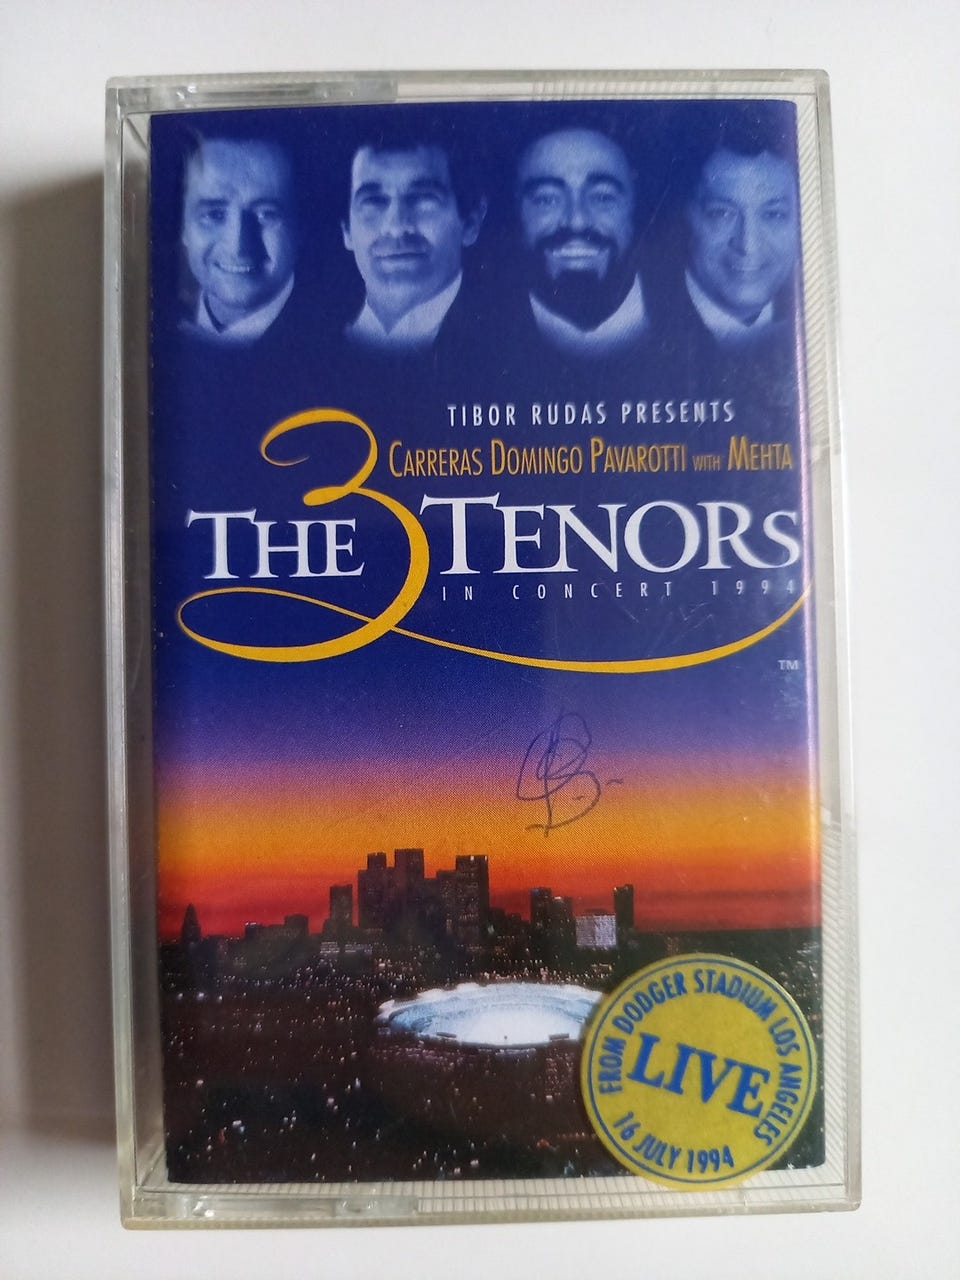 TIBOR RUDAS PRESENTS
CARRERAS DOMINGO PAVAROTTI WITH MEHTA
THE 3 TENORS
IN CONCERT 1994
TM
FROM DODGER STADIUM LOS ANGELES
LIVE
16 JULY 1994